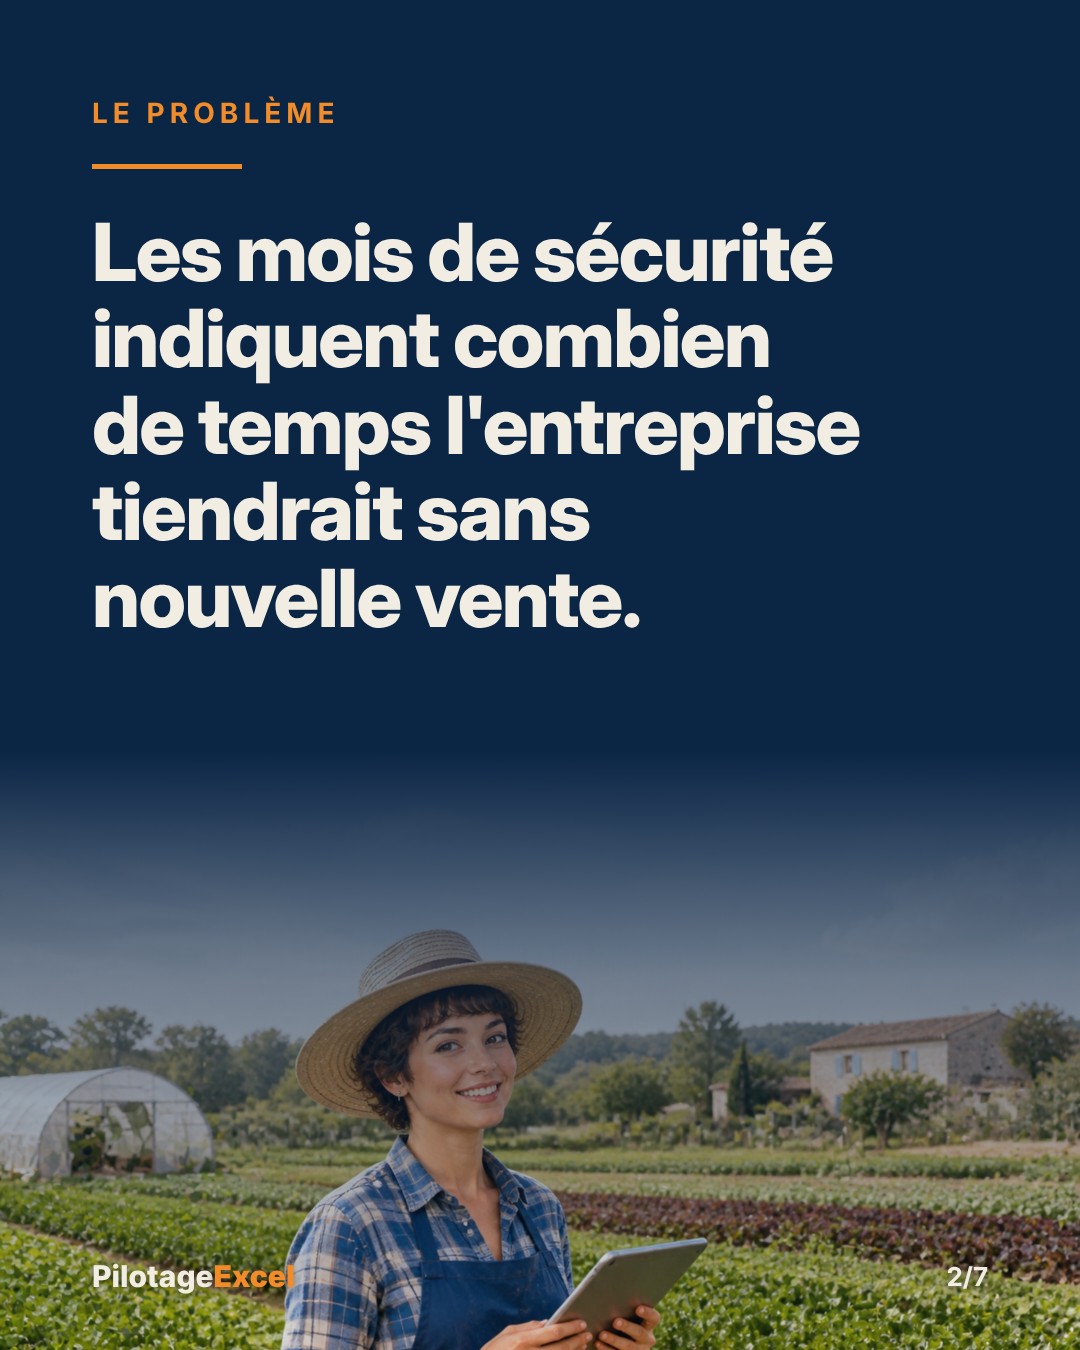 LE PROBLÈME
Les mois de sécurité
indiquent combien
de temps l'entreprise
tiendrait sans
nouvelle vente.
PilotageExcel
2/7